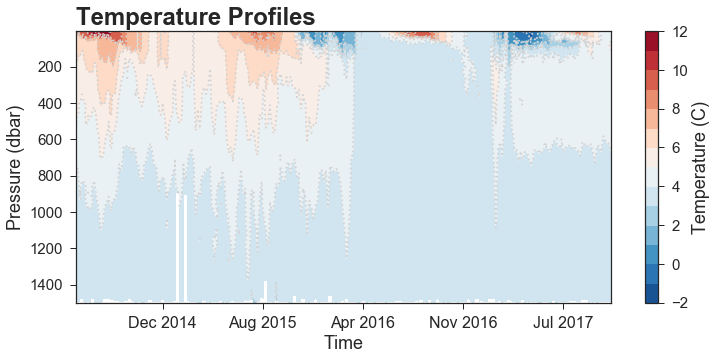 Temperature Profiles
200
400
600
800
1000
1200
1400
Pressure (dbar)
Dec 2014
Aug 2015
Apr 2016
Nov 2016
Jul 2017
Time
12
10
8
6
4
2
0
−2
Temperature (C)